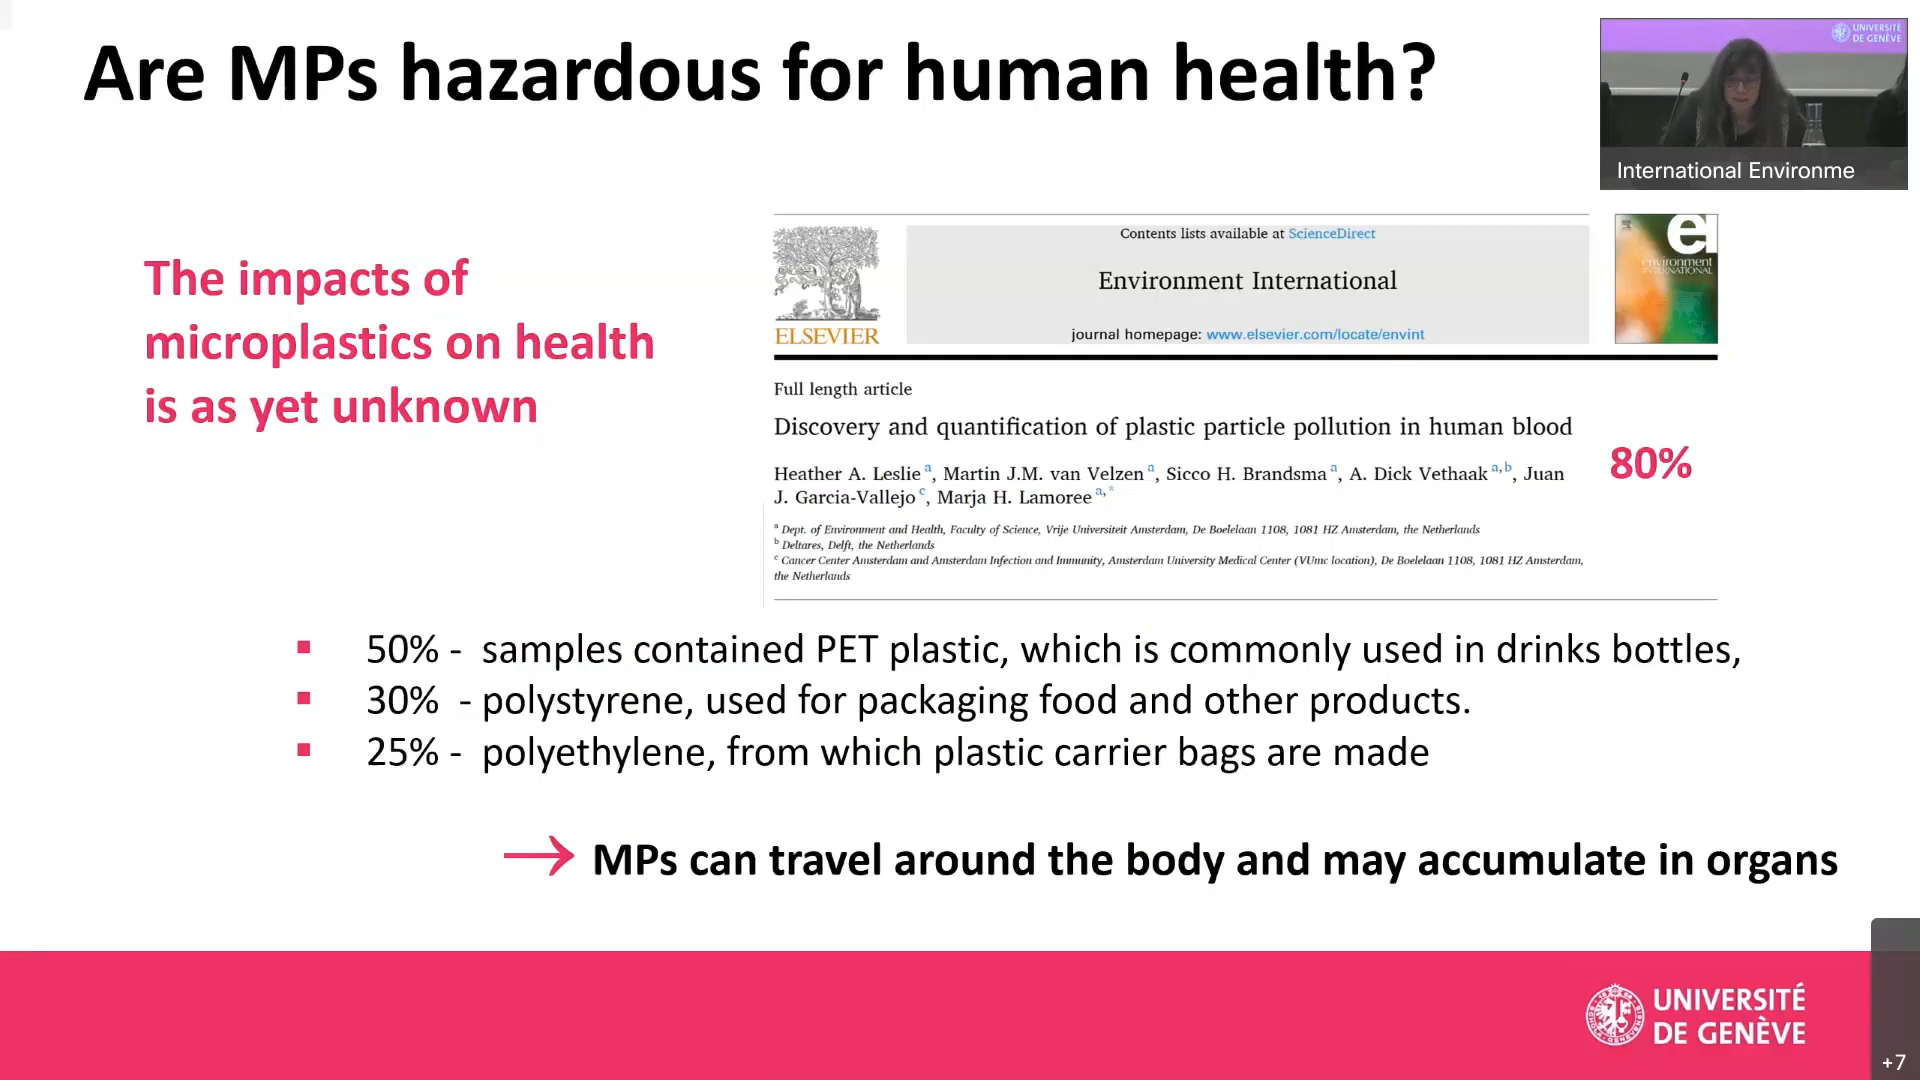 Are MPs hazardous for human health?
UNIVERSITÉ
DE GENÈVE
International Environme
The impacts of
microplastics on health
is as yet unknown
ELSEVIER
Contents lists available at ScienceDirect
Environment International
journal homepage: www.elsevier.com/locate/envint
ei
environment
INTERNATIONAL
Full length article
Discovery and quantification of plastic particle pollution in human blood
80%
Heather A. Leslie a, Martin J.M. van Velzen a, Sicco H. Brandsma a, A. Dick Vethaak a,b, Juan
J. Garcia-Vallejo c, Marja H. Lamoree a,*
a Dept. of Environment and Health, Faculty of Science, Vrije Universiteit Amsterdam, De Boelelaan 1108, 1081 HZ Amsterdam, the Netherlands
b Deltares, Delft, the Netherlands
c Cancer Center Amsterdam and Amsterdam Infection and Immunity, Amsterdam University Medical Center (VUmc location), De Boelelaan 1108, 1081 HZ Amsterdam,
the Netherlands
▪ 50% - samples contained PET plastic, which is commonly used in drinks bottles,
▪ 30% - polystyrene, used for packaging food and other products.
▪ 25% - polyethylene, from which plastic carrier bags are made
→ MPs can travel around the body and may accumulate in organs
UNIVERSITÉ
DE GENÈVE
+7